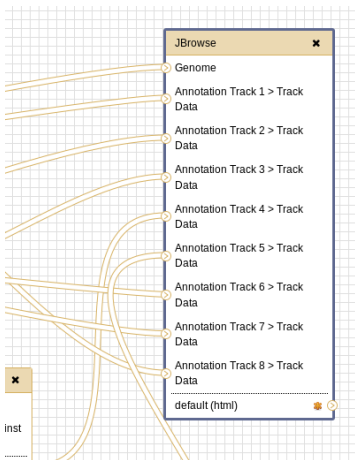 JBrowse
Genome
Annotation Track 1 > Track
Data
Annotation Track 2 > Track
Data
Annotation Track 3 > Track
Data
Annotation Track 4 > Track
Data
Annotation Track 5 > Track
Data
Annotation Track 6 > Track
Data
Annotation Track 7 > Track
Data
Annotation Track 8 > Track
Data
default (html)
inst